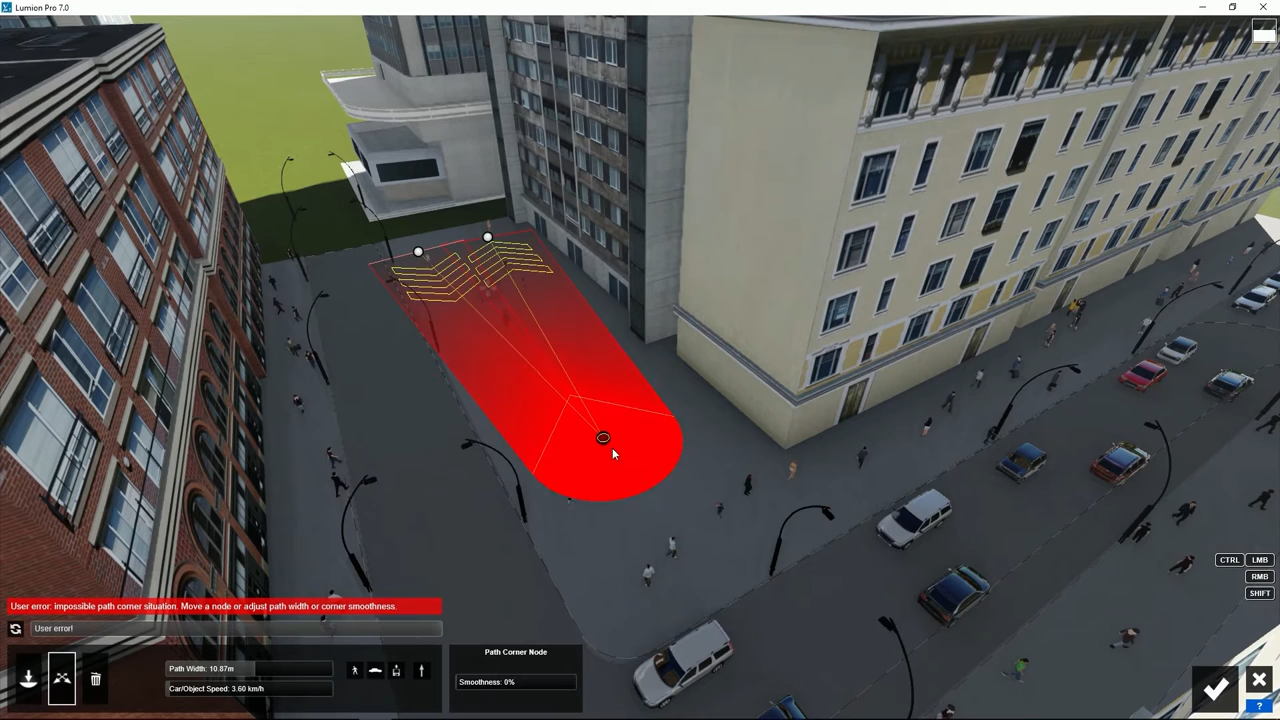 Lumion Pro 7.0
CTRL LMB
RMB
SHIFT
User error: impossible path corner situation. Move a node or adjust path width or corner smoothness.
User error!
Path Width: 10.87m
Car/Object Speed: 3.60 km/h
Path Corner Node
Smoothness: 0%
?